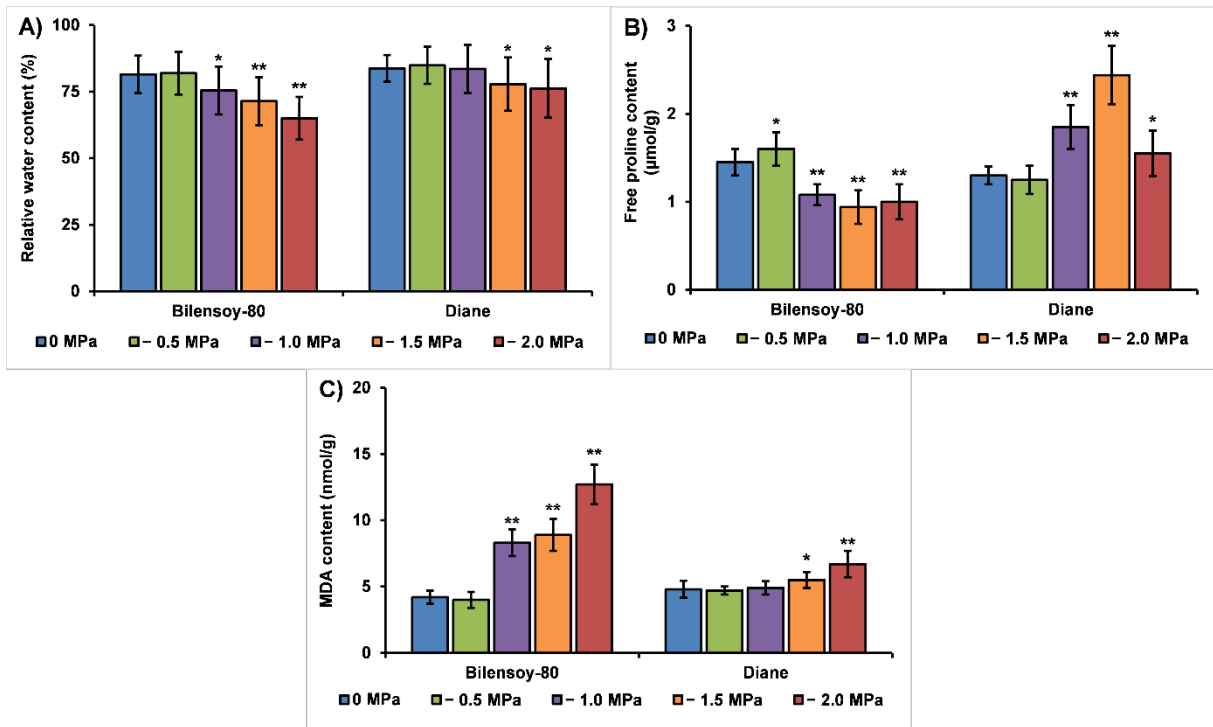 A)
Relative water content (%)
100
75
50
25
0
* ** ** * *
Bilensoy-80 Diane
0 MPa – 0.5 MPa – 1.0 MPa – 1.5 MPa – 2.0 MPa
B)
Free proline content
(µmol/g)
3
2
1
0
* ** ** ** ** ** *
Bilensoy-80 Diane
0 MPa – 0.5 MPa – 1.0 MPa – 1.5 MPa – 2.0 MPa
C)
MDA content (nmol/g)
20
15
10
5
0
** ** ** * **
Bilensoy-80 Diane
0 MPa – 0.5 MPa – 1.0 MPa – 1.5 MPa – 2.0 MPa